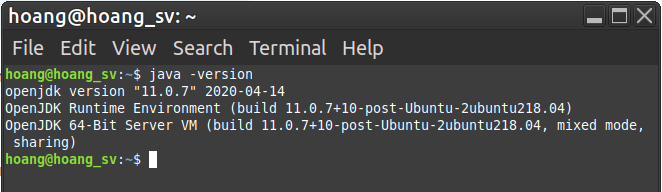 hoang@hoang_sv: ~
File Edit View Search Terminal Help
hoang@hoang_sv:~$ java -version
openjdk version "11.0.7" 2020-04-14
OpenJDK Runtime Environment (build 11.0.7+10-post-Ubuntu-2ubuntu218.04)
OpenJDK 64-Bit Server VM (build 11.0.7+10-post-Ubuntu-2ubuntu218.04, mixed mode,
sharing)
hoang@hoang_sv:~$